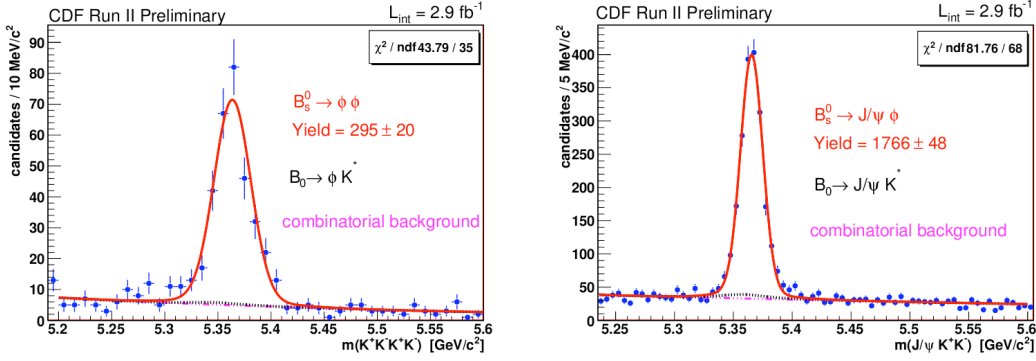 CDF Run II Preliminary
L_int = 2.9 fb⁻¹
χ² / ndf 43.79 / 35
candidates / 10 MeV/c²
90
80
70
60
50
40
30
20
10
0
B⁰_s → φ φ
Yield = 295 ± 20
B₀ → φ K*
combinatorial background
5.2 5.25 5.3 5.35 5.4 5.45 5.5 5.55 5.6
m(K⁺K⁻K⁺K⁻) [GeV/c²]
CDF Run II Preliminary
L_int = 2.9 fb⁻¹
χ² / ndf 81.76 / 68
candidates / 5 MeV/c²
400
350
300
250
200
150
100
50
0
B⁰_s → J/ψ φ
Yield = 1766 ± 48
B₀ → J/ψ K*
combinatorial background
5.25 5.3 5.35 5.4 5.45 5.5 5.55 5.6
m(J/ψ K⁺K⁻) [GeV/c²]